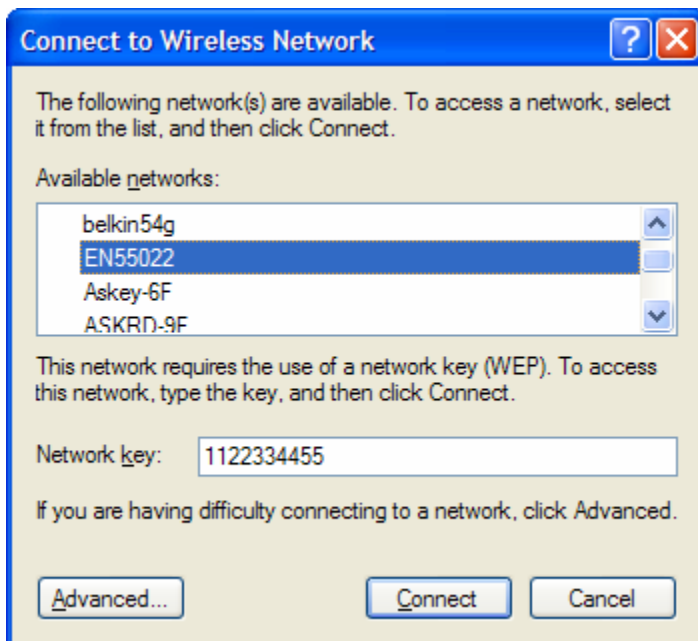 Connect to Wireless Network
?
The following network(s) are available. To access a network, select
it from the list, and then click Connect.
Available networks:
belkin54g
EN55022
Askey-6F
ASKRD-9F
This network requires the use of a network key (WEP). To access
this network, type the key, and then click Connect.
Network key: 1122334455
If you are having difficulty connecting to a network, click Advanced.
Advanced... Connect Cancel